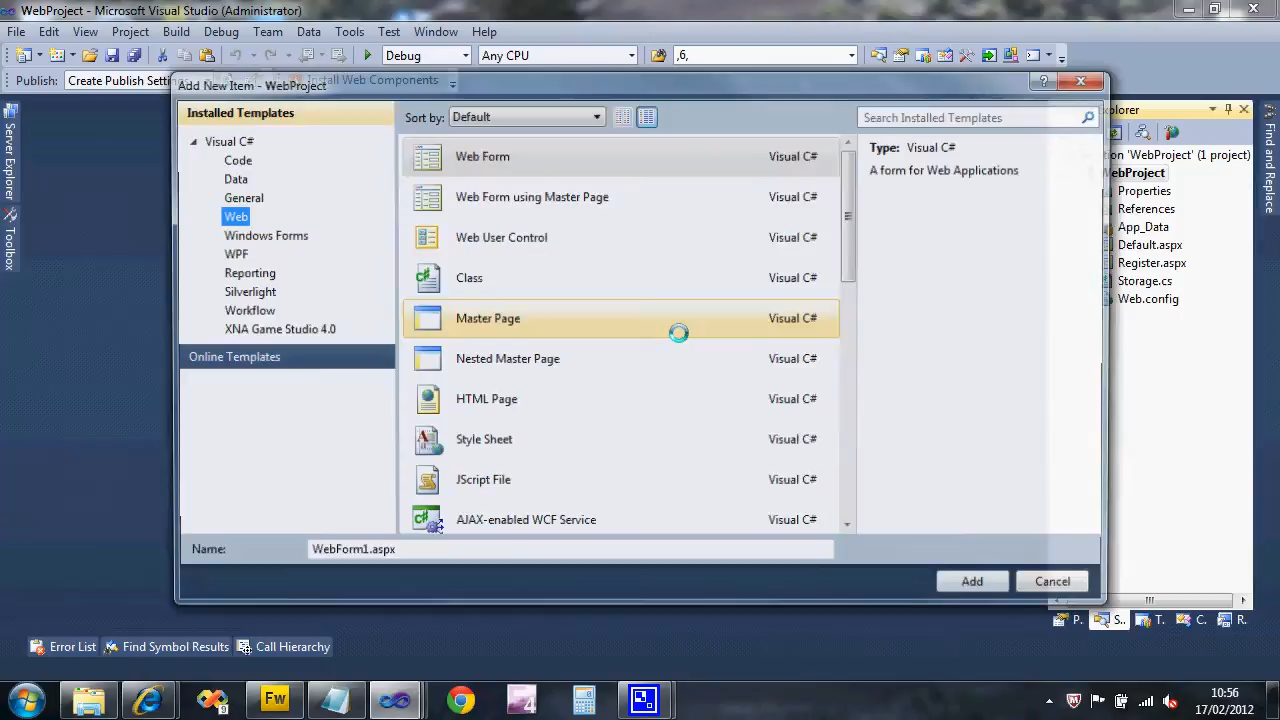 WebProject - Microsoft Visual Studio (Administrator)
File Edit View Project Build Debug Team Data Tools Test Window Help
Debug Any CPU ,6,
Publish: Create Publish Setti Install Web Components
Add New Item - WebProject
Installed Templates
Sort by: Default
Search Installed Templates
Visual C#
Code
Data
General
Web
Windows Forms
WPF
Reporting
Silverlight
Workflow
XNA Game Studio 4.0
Online Templates
Web Form Visual C#
Web Form using Master Page Visual C#
Web User Control Visual C#
Class Visual C#
Master Page Visual C#
Nested Master Page Visual C#
HTML Page Visual C#
Style Sheet Visual C#
JScript File Visual C#
AJAX-enabled WCF Service Visual C#
Type: Visual C#
A form for Web Applications
Name: WebForm1.aspx
Add Cancel
Server Explorer
Toolbox
xplorer
on 'WebProject' (1 project)
WebProject
Properties
References
App_Data
Default.aspx
Register.aspx
Storage.cs
Web.config
P. S.. T. C. R.
Find and Replace
Error List Find Symbol Results Call Hierarchy
Fw
4
10:56
17/02/2012